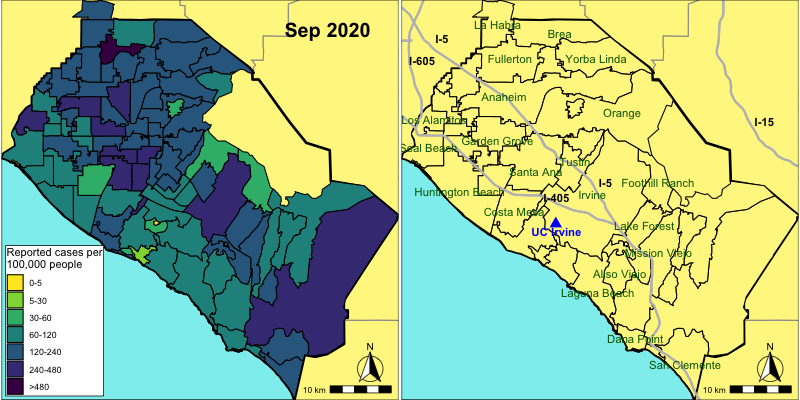 Sep 2020
Reported cases per
100,000 people
0-5
5-30
30-60
60-120
120-240
240-480
>480
N
10 km
La Habra
Brea
I-5
I-605
Fullerton
Yorba Linda
Anaheim
Orange
I-15
Los Alamitos
Garden Grove
Seal Beach
Tustin
Santa Ana
I-5
Foothill Ranch
Huntington Beach
I-405
Irvine
Costa Mesa
UC Irvine
Lake Forest
Mission Viejo
Aliso Viejo
Laguna Beach
Dana Point
San Clemente
N
10 km